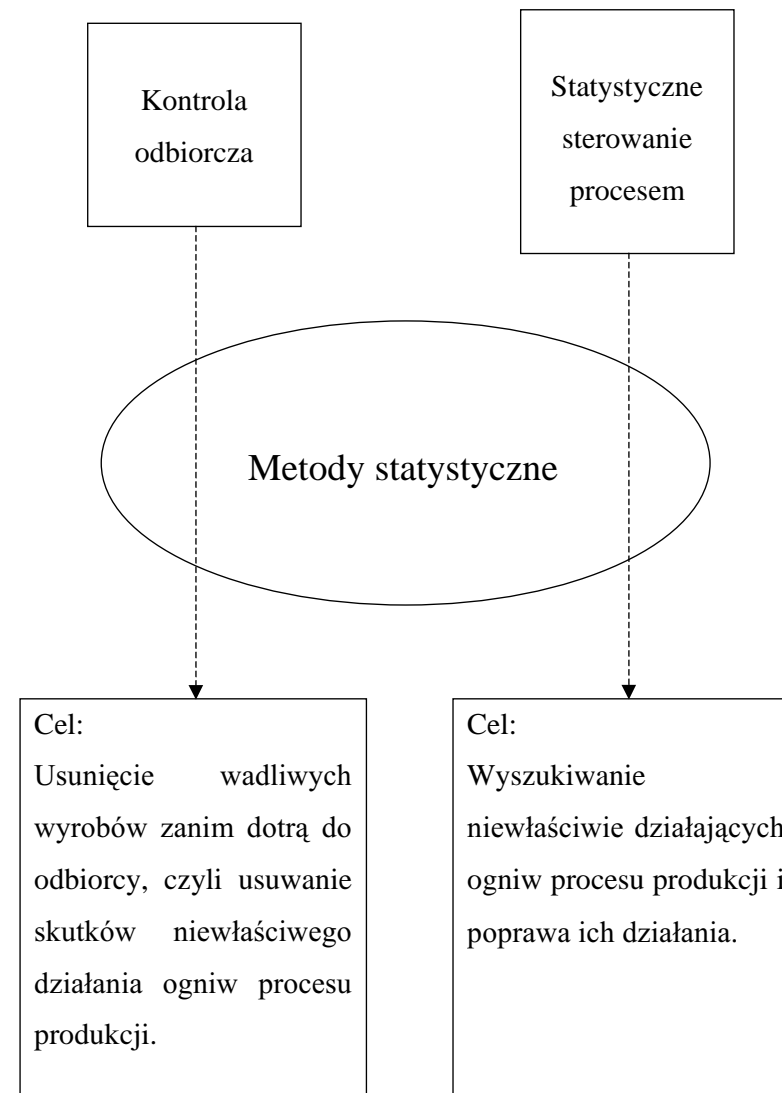 Kontrola
odbiorcza
Statystyczne
sterowanie
procesem
Metody statystyczne
Cel:
Usunięcie wadliwych
wyrobów zanim dotrą do
odbiorcy, czyli usuwanie
skutków niewłaściwego
działania ogniw procesu
produkcji.
Cel:
Wyszukiwanie
niewłaściwie działających
ogniw procesu produkcji i
poprawa ich działania.